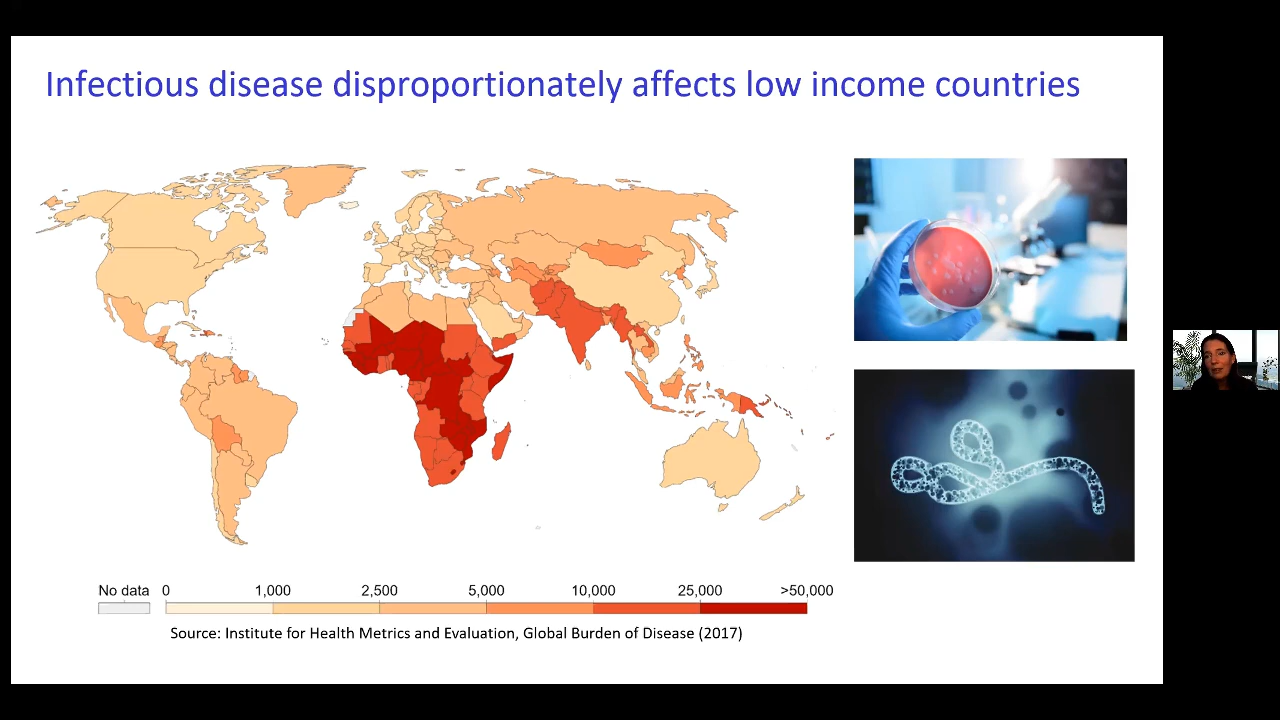 Infectious disease disproportionately affects low income countries
No data 0 1,000 2,500 5,000 10,000 25,000 >50,000
Source: Institute for Health Metrics and Evaluation, Global Burden of Disease (2017)